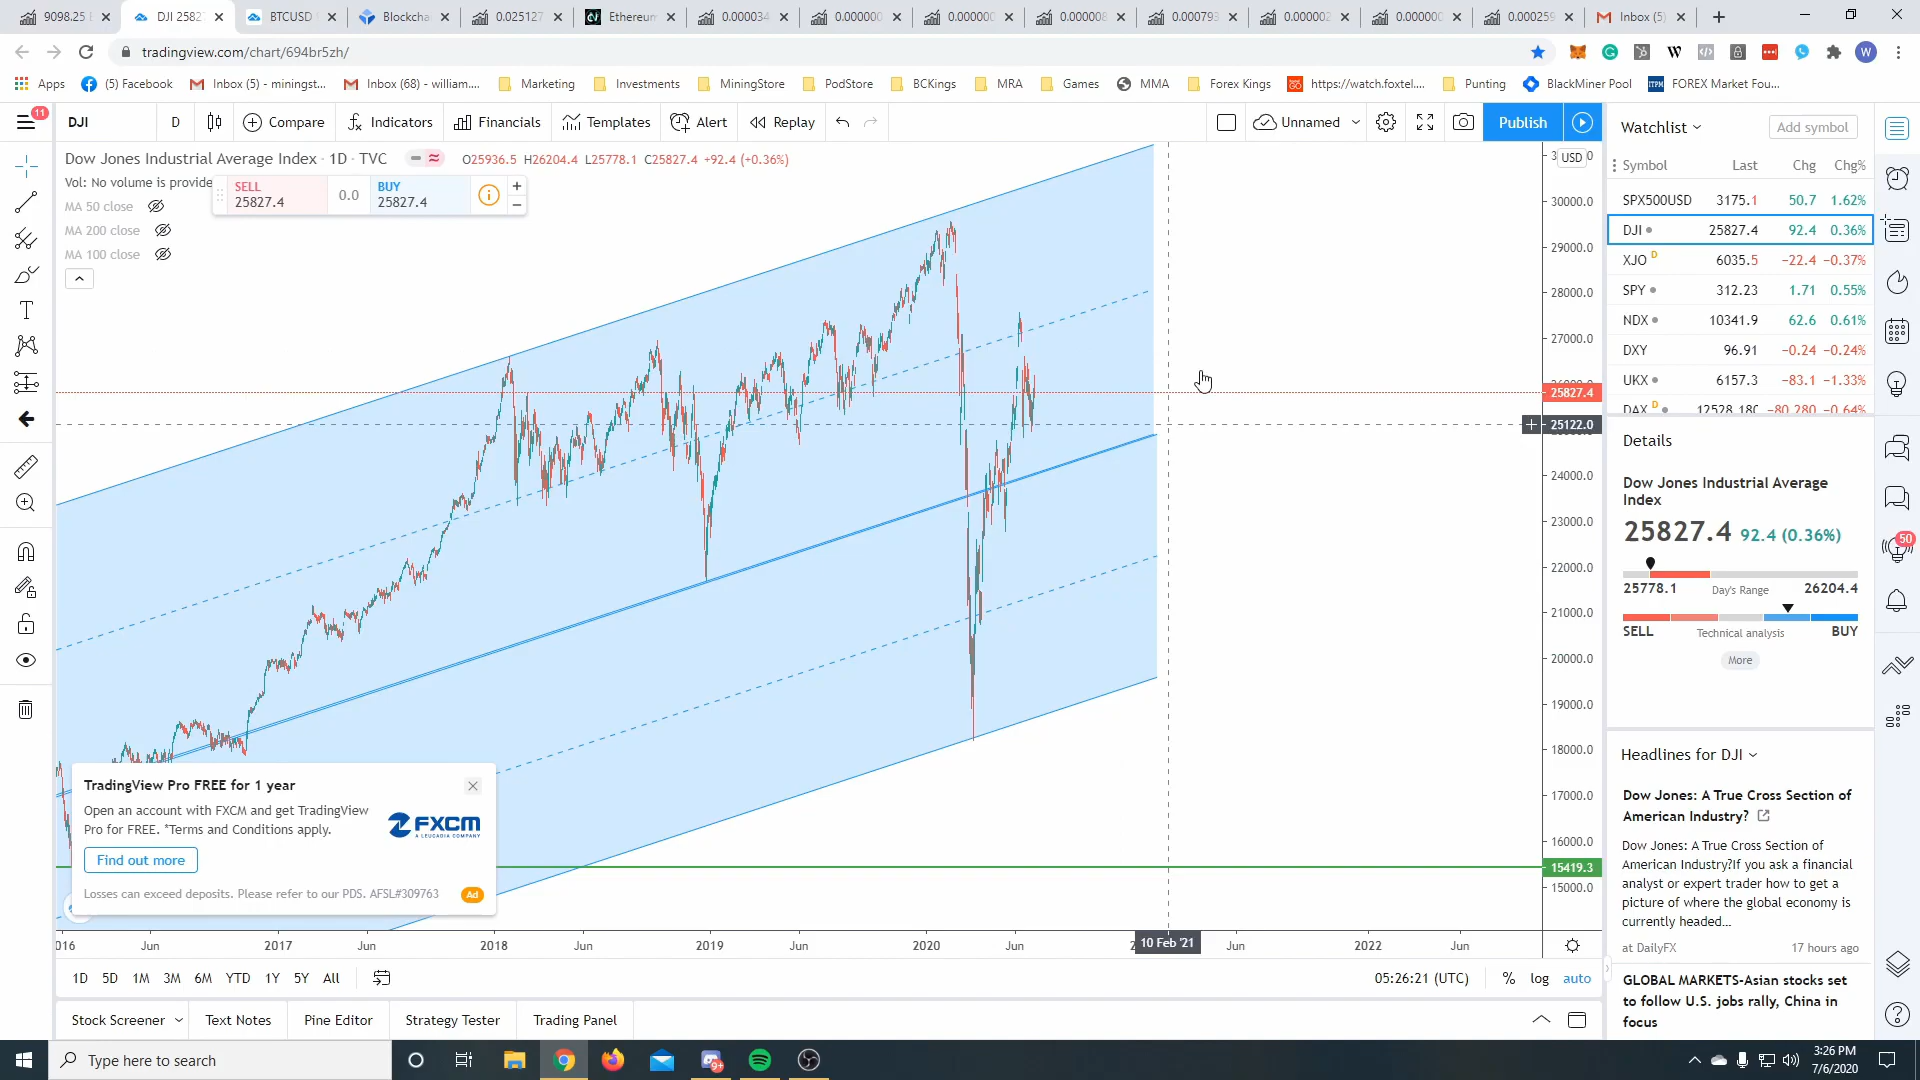 9098.25
DJI 2582
BTCUSD
Blockcha
0.025127
Ethereum
0.000034
0.000000
0.000000
0.000008
0.000793
0.000002
0.000000
0.000259
Inbox (5)
tradingview.com/chart/694br5zh/
W
Apps
(5) Facebook
Inbox (5) - miningst...
Inbox (68) - william....
Marketing
Investments
MiningStore
PodStore
BCKings
MRA
Games
MMA
Forex Kings
https://watch.foxtel....
Punting
BlackMiner Pool
FOREX Market Fou...
11
DJI
D
Compare
Indicators
Financials
Templates
Alert
Replay
Unnamed
Publish
Dow Jones Industrial Average Index · 1D · TVC
O25936.5 H26204.4 L25778.1 C25827.4 +92.4 (+0.36%)
Vol: No volume is provide
SELL
25827.4
0.0
BUY
25827.4
MA 50 close
MA 200 close
MA 100 close
USD
30000.0
29000.0
28000.0
27000.0
25827.4
25122.0
24000.0
23000.0
22000.0
21000.0
20000.0
19000.0
18000.0
17000.0
16000.0
15419.3
15000.0
TradingView Pro FREE for 1 year
Open an account with FXCM and get TradingView
Pro for FREE. *Terms and Conditions apply.
FXCM
A LEUCADIA COMPANY
Find out more
Losses can exceed deposits. Please refer to our PDS. AFSL#309763
Ad
016
Jun
2017
Jun
2018
Jun
2019
Jun
2020
Jun
10 Feb '21
Jun
2022
Jun
1D
5D
1M
3M
6M
YTD
1Y
5Y
All
05:26:21 (UTC)
%
log
auto
Stock Screener
Text Notes
Pine Editor
Strategy Tester
Trading Panel
Watchlist
Add symbol
Symbol Last Chg Chg%
SPX500USD 3175.1 50.7 1.62%
DJI 25827.4 92.4 0.36%
XJO D 6035.5 −22.4 −0.37%
SPY 312.23 1.71 0.55%
NDX 10341.9 62.6 0.61%
DXY 96.91 −0.24 −0.24%
UKX 6157.3 −83.1 −1.33%
DAX D 12528.180 −80.280 −0.64%
Details
Dow Jones Industrial Average
Index
25827.4 92.4 (0.36%)
25778.1 Day's Range 26204.4
SELL Technical analysis BUY
More
50
Headlines for DJI
Dow Jones: A True Cross Section of
American Industry?
Dow Jones: A True Cross Section of
American Industry?If you ask a financial
analyst or expert trader how to get a
picture of where the global economy is
currently headed...
at DailyFX 17 hours ago
GLOBAL MARKETS-Asian stocks set
to follow U.S. jobs rally, China in
focus
Type here to search
9+
3:26 PM
7/6/2020